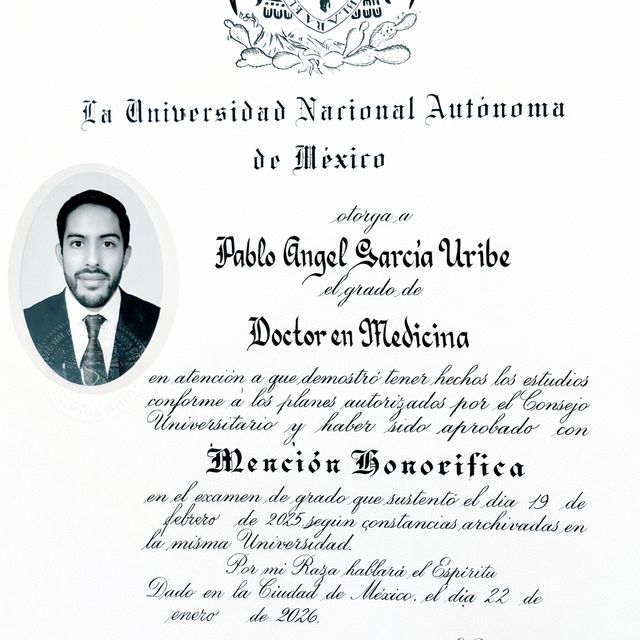 La Universidad Nacional Autónoma
de México
otorga a
Pablo Angel García Uribe
el grado de
Doctor en Medicina
en atención a que demostró tener hechos los estudios
conforme a los planes autorizados por el Consejo
Universitario y haber sido aprobado con
Mención Honorífica
en el examen de grado que sustentó el día 19 de
febrero de 2025, según constancias archivadas en
la misma Universidad.
Por mi Raza hablará el Espíritu
Dado en la Ciudad de México, el día 22 de
enero de 2026.